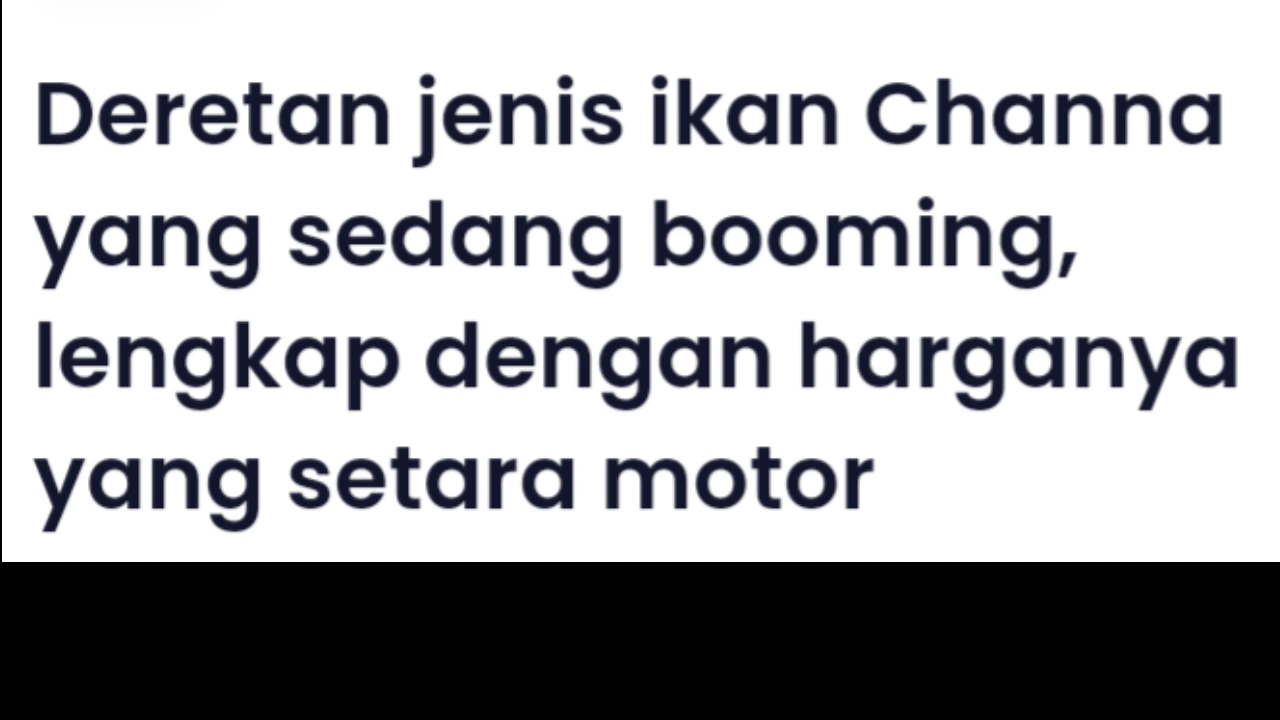 Deretan jenis ikan Channa
yang sedang booming,
lengkap dengan harganya
yang setara motor